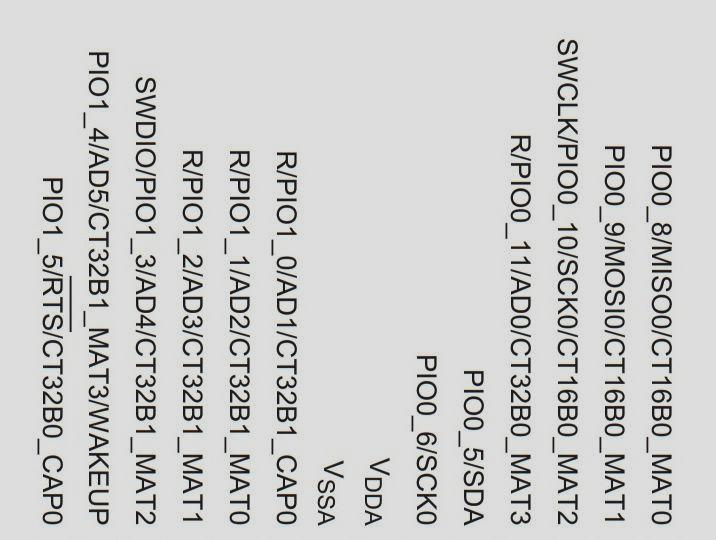 PIO0_8/MISO0/CT16B0_MAT0
PIO0_9/MOSI0/CT16B0_MAT1
SWCLK/PIO0_10/SCK0/CT16B0_MAT2
R/PIO0_11/AD0/CT32B0_MAT3
PIO0_5/SDA
PIO0_6/SCK0
VDDA
VSSA
R/PIO1_0/AD1/CT32B1_CAP0
R/PIO1_1/AD2/CT32B1_MAT0
R/PIO1_2/AD3/CT32B1_MAT1
SWDIO/PIO1_3/AD4/CT32B1_MAT2
PIO1_4/AD5/CT32B1_MAT3/WAKEUP
PIO1_5/RTS/CT32B0_CAP0